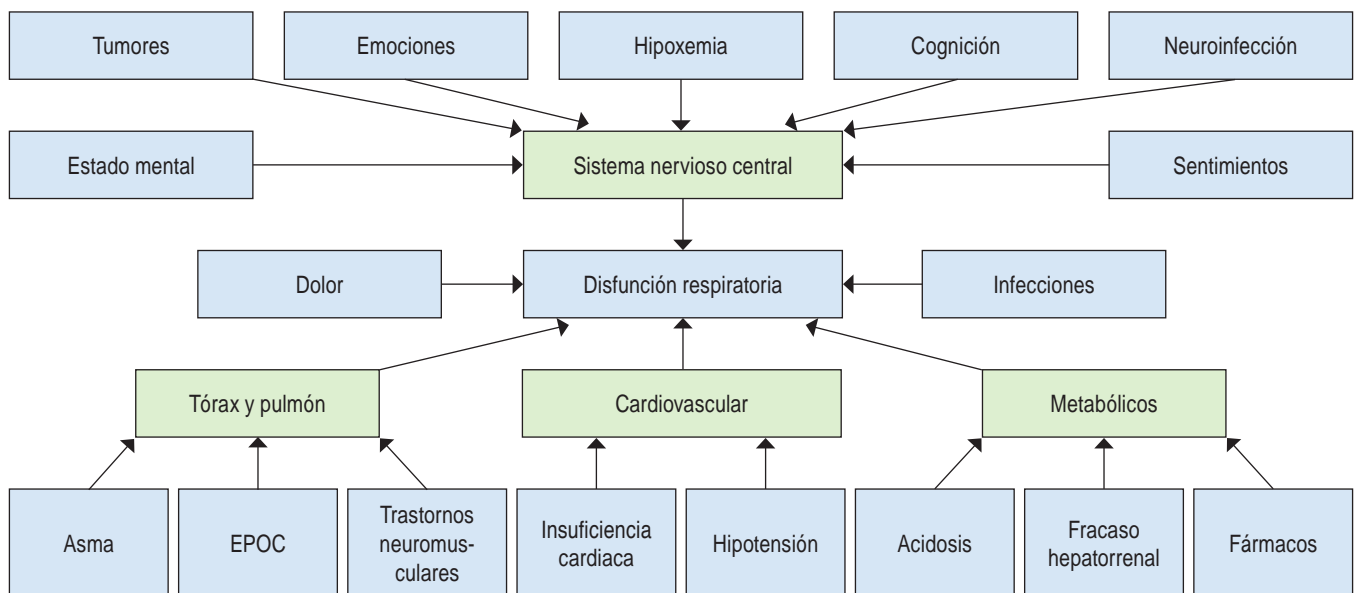 Tumores
Emociones
Hipoxemia
Cognición
Neuroinfección
Estado mental
Sistema nervioso central
Sentimientos
Dolor
Disfunción respiratoria
Infecciones
Tórax y pulmón
Cardiovascular
Metabólicos
Asma
EPOC
Trastornos
neuromus-
culares
Insuficiencia
cardiaca
Hipotensión
Acidosis
Fracaso
hepatorrenal
Fármacos